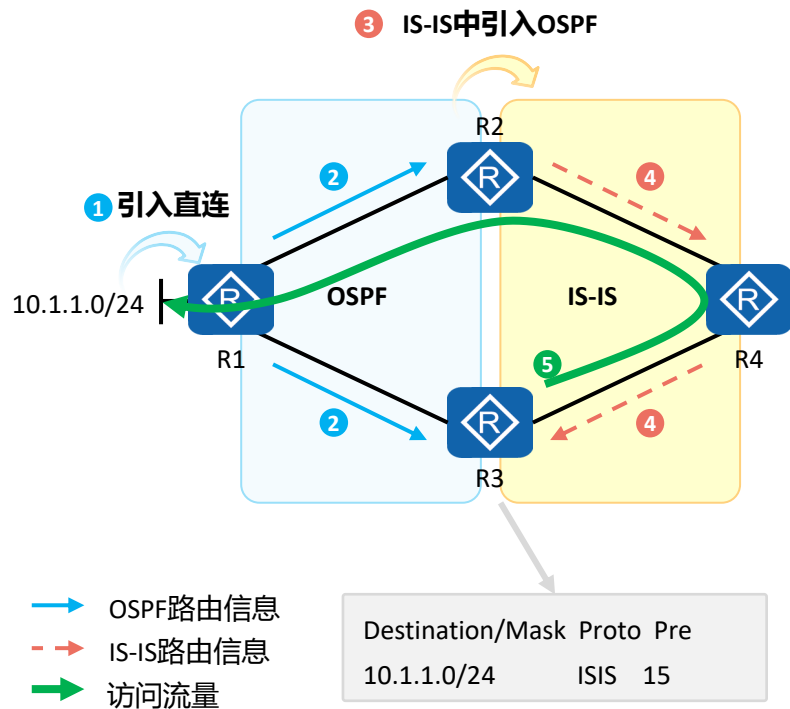 3 IS-IS中引入OSPF
R2
R
2
4
1 引入直连
10.1.1.0/24
R
OSPF
IS-IS
R
R1
5
R4
2
R
4
R3
OSPF路由信息
IS-IS路由信息
访问流量
Destination/Mask Proto Pre
10.1.1.0/24 ISIS 15